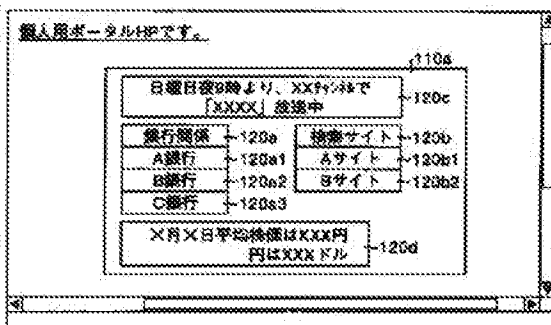 個人用ポータルHPです。
110a
日曜日夜9時より、XXチャンネルで
「XXXX」放送中
120c
銀行関係 120a 検索サイト 120b
A銀行 120a1 Aサイト 120b1
B銀行 120a2 Bサイト 120b2
C銀行 120a3
X月X日平均株価はXXX円
円はXXXドル
120d